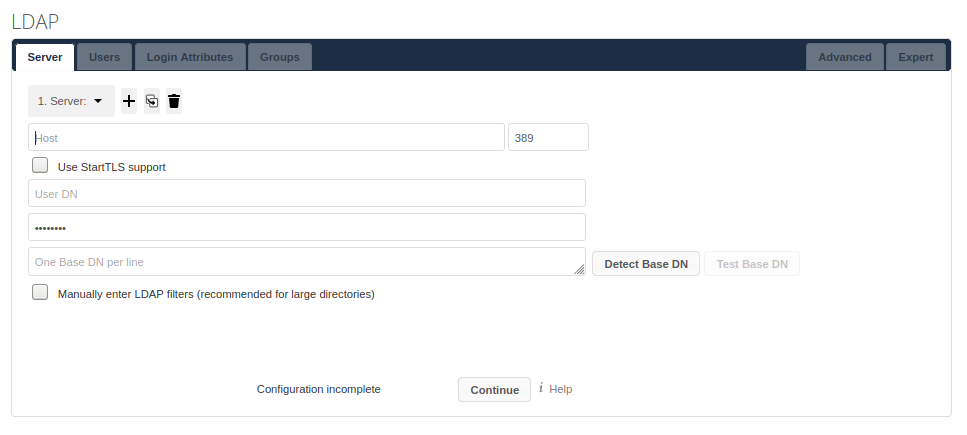 LDAP
Server Users Login Attributes Groups Advanced Expert
1. Server:
Host 389
Use StartTLS support
User DN
••••••••
One Base DN per line Detect Base DN Test Base DN
Manually enter LDAP filters (recommended for large directories)
Configuration incomplete Continue i Help